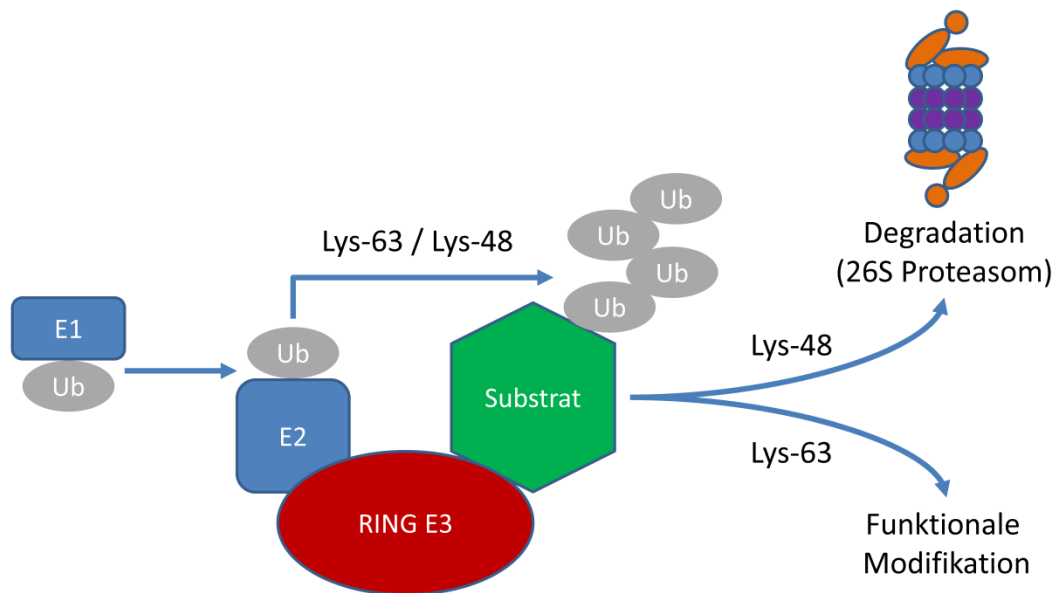 Ub
Lys-63 / Lys-48
Ub
Ub
Degradation
(26S Proteasom)
Ub
E1
Ub
Ub
Ub
Lys-48
Substrat
E2
Lys-63
RING E3
Funktionale
Modifikation